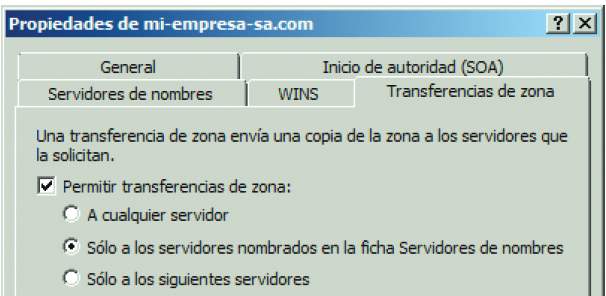 Propiedades de mi-empresa-sa.com
General
Inicio de autoridad (SOA)
Servidores de nombres
WINS
Transferencias de zona
Una transferencia de zona envía una copia de la zona a los servidores que
la solicitan.
Permitir transferencias de zona:
A cualquier servidor
Sólo a los servidores nombrados en la ficha Servidores de nombres
Sólo a los siguientes servidores